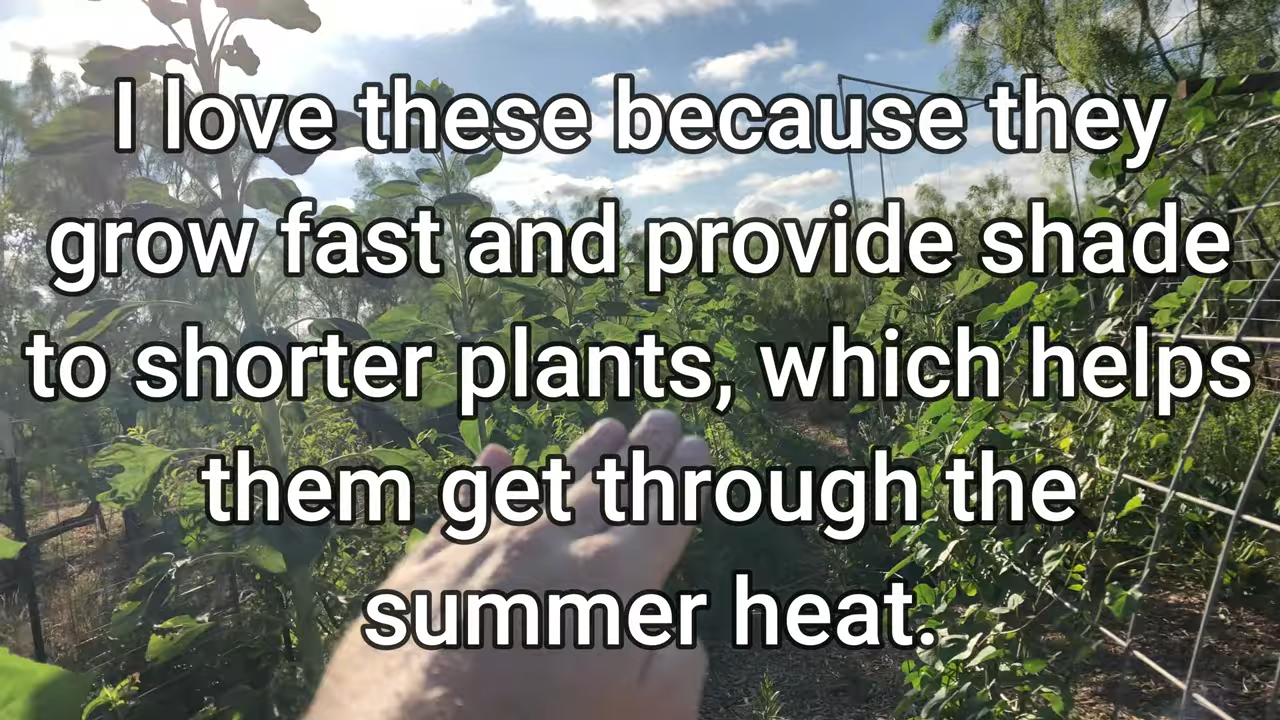 I love these because they
grow fast and provide shade
to shorter plants, which helps
them get through the
summer heat.